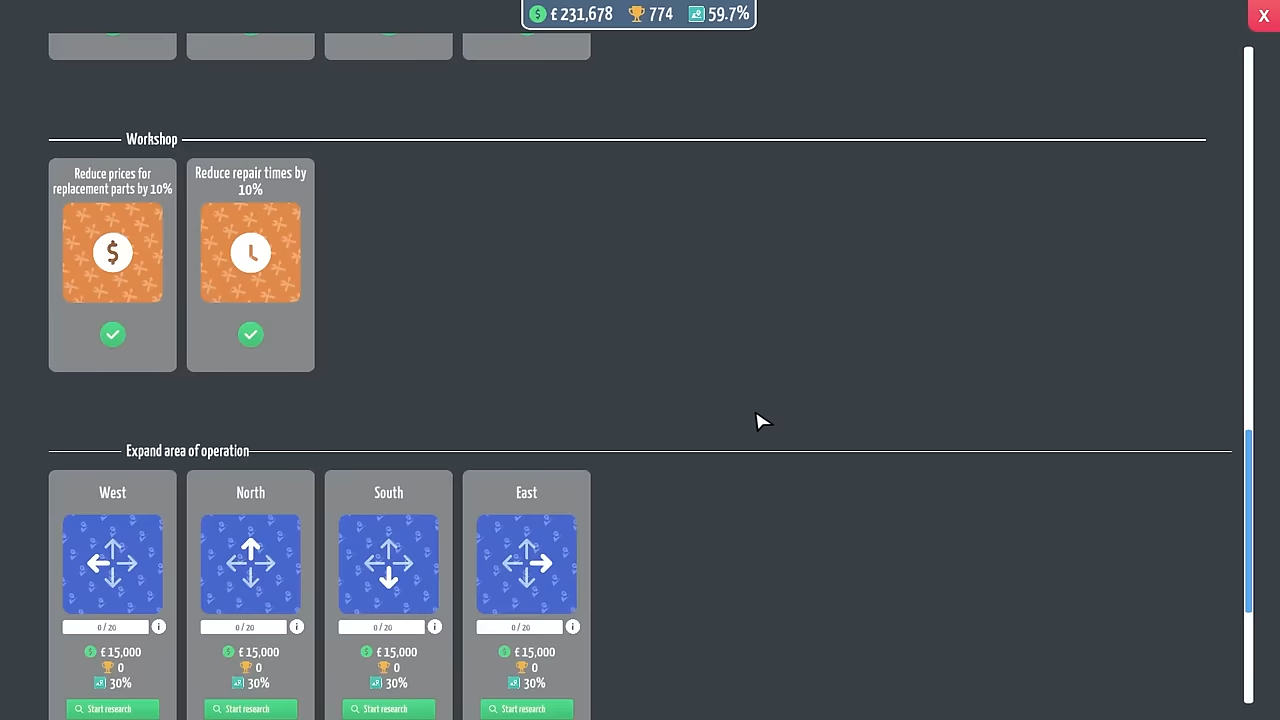 £ 231,678 774 59.7%
X
Workshop
Reduce prices for
replacement parts by 10%
Reduce repair times by
10%
$
Expand area of operation
West North South East
0 / 20 i 0 / 20 i 0 / 20 i 0 / 20 i
$ £ 15,000 $ £ 15,000 $ £ 15,000 $ £ 15,000
0 0 0 0
30% 30% 30% 30%
Start research Start research Start research Start research